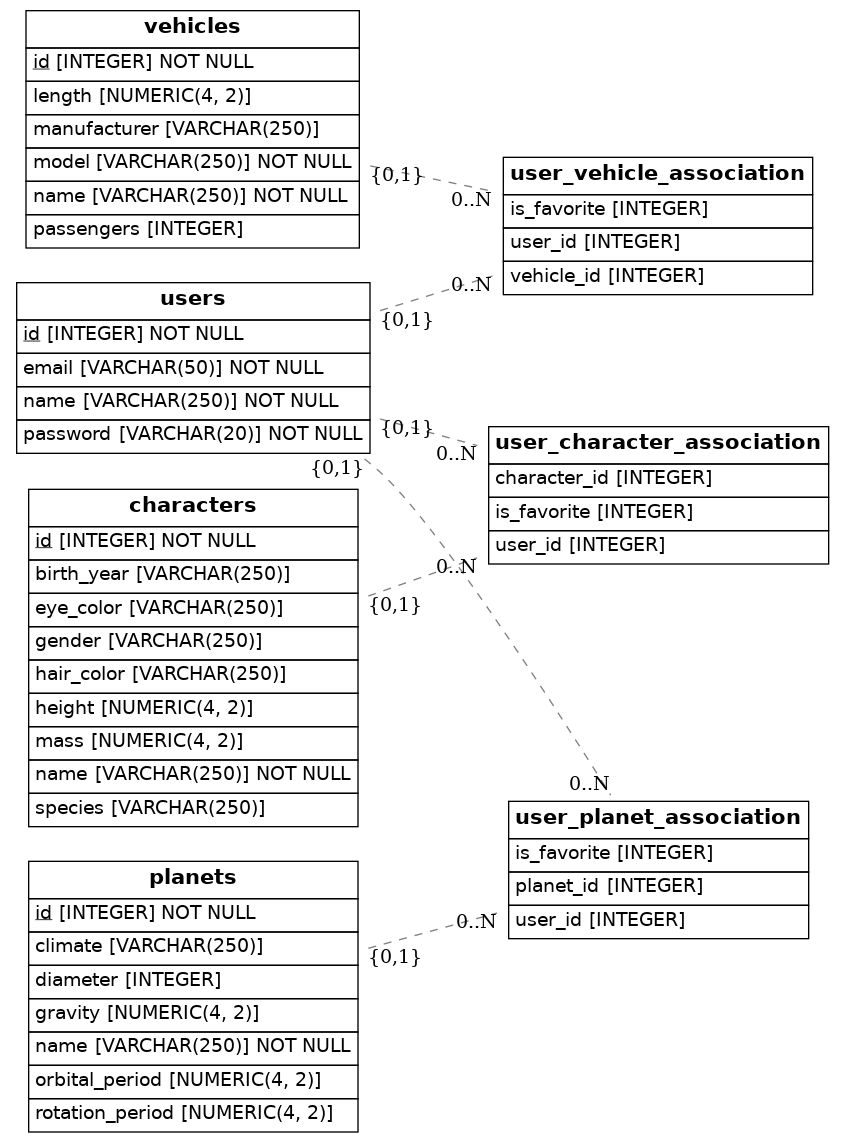 vehicles
id [INTEGER] NOT NULL
length [NUMERIC(4, 2)]
manufacturer [VARCHAR(250)]
model [VARCHAR(250)] NOT NULL
name [VARCHAR(250)] NOT NULL
passengers [INTEGER]
{0,1}
0..N
user_vehicle_association
is_favorite [INTEGER]
user_id [INTEGER]
vehicle_id [INTEGER]
users
id [INTEGER] NOT NULL
email [VARCHAR(50)] NOT NULL
name [VARCHAR(250)] NOT NULL
password [VARCHAR(20)] NOT NULL
0..N
{0,1}
{0,1}
0..N
{0,1}
user_character_association
character_id [INTEGER]
is_favorite [INTEGER]
user_id [INTEGER]
characters
id [INTEGER] NOT NULL
birth_year [VARCHAR(250)]
eye_color [VARCHAR(250)]
gender [VARCHAR(250)]
hair_color [VARCHAR(250)]
height [NUMERIC(4, 2)]
mass [NUMERIC(4, 2)]
name [VARCHAR(250)] NOT NULL
species [VARCHAR(250)]
0..N
{0,1}
0..N
user_planet_association
is_favorite [INTEGER]
planet_id [INTEGER]
user_id [INTEGER]
planets
id [INTEGER] NOT NULL
climate [VARCHAR(250)]
diameter [INTEGER]
gravity [NUMERIC(4, 2)]
name [VARCHAR(250)] NOT NULL
orbital_period [NUMERIC(4, 2)]
rotation_period [NUMERIC(4, 2)]
0..N
{0,1}